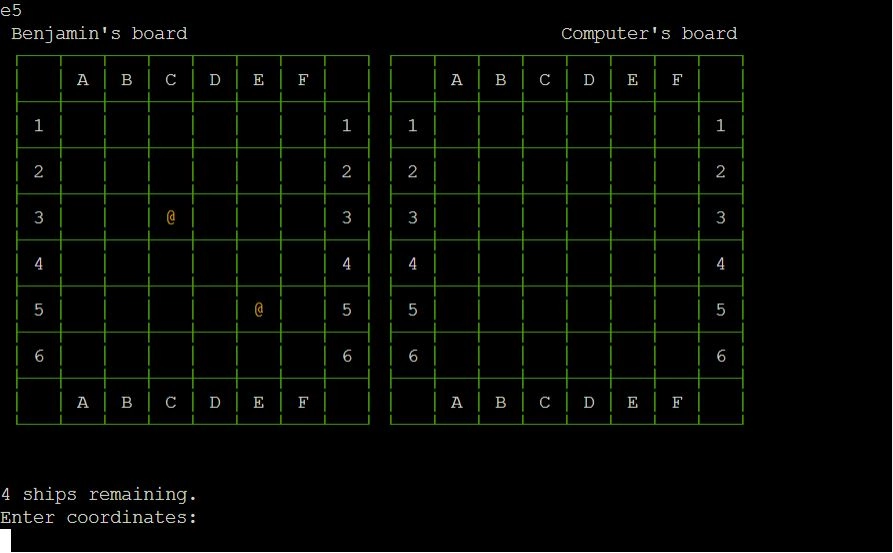 e5
Benjamin's board Computer's board
A B C D E F A B C D E F
1 1 1 1
2 2 2 2
3 @ 3 3 3
4 4 4 4
5 @ 5 5 5
6 6 6 6
A B C D E F A B C D E F
4 ships remaining.
Enter coordinates: